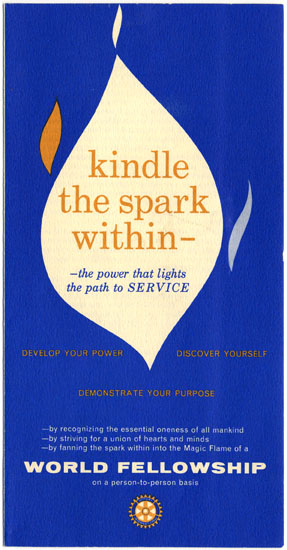 kindle
the spark
within–
–the power that lights
the path to SERVICE
DEVELOP YOUR POWER
DISCOVER YOURSELF
DEMONSTRATE YOUR PURPOSE
—by recognizing the essential oneness of all mankind
—by striving for a union of hearts and minds
—by fanning the spark within into the Magic Flame of a
WORLD FELLOWSHIP
on a person-to-person basis